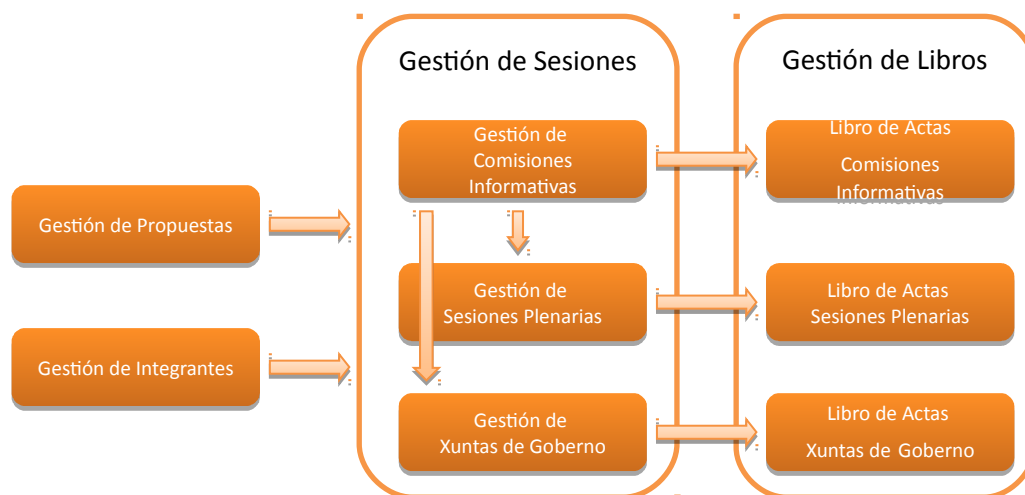 Gestión de Sesiones
Gestión de Libros
Gestión de Propuestas
Gestión de Integrantes
Gestión de
Comisiones
Informativas
Gestión de
Sesiones Plenarias
Gestión de
Xuntas de Goberno
Libro de Actas
Comisiones
Informativas
Libro de Actas
Sesiones Plenarias
Libro de Actas
Xuntas de Goberno